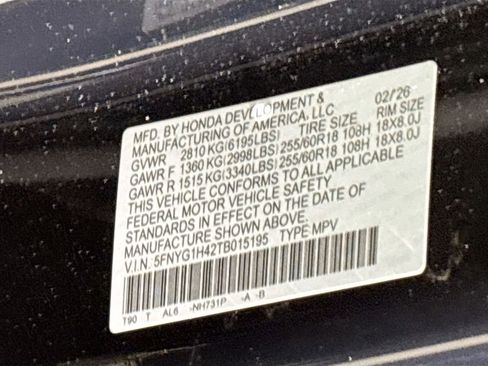 MFD. BY HONDA DEVELOPMENT & 02/26
MANUFACTURING OF AMERICA, LLC.
GVWR 2810 KG(6195LBS) TIRE SIZE RIM SIZE
GAWR F 1360 KG(2998LBS) 255/60R18 108H 18X8.0J
GAWR R 1515 KG(3340LBS) 255/60R18 108H 18X8.0J
THIS VEHICLE CONFORMS TO ALL APPLICABLE
FEDERAL MOTOR VEHICLE SAFETY
STANDARDS IN EFFECT ON THE DATE OF
MANUFACTURE SHOWN ABOVE.
V.I.N: 5FNYG1H42TB015195 TYPE MPV
T90 T AL6 -NH731P -A -B